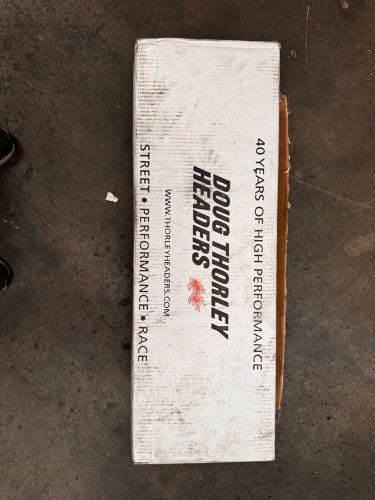 40 YEARS OF HIGH PERFORMANCE
DOUG THORLEY
HEADERS
WWW.THORLEYHEADERS.COM
STREET • PERFORMANCE • RACE